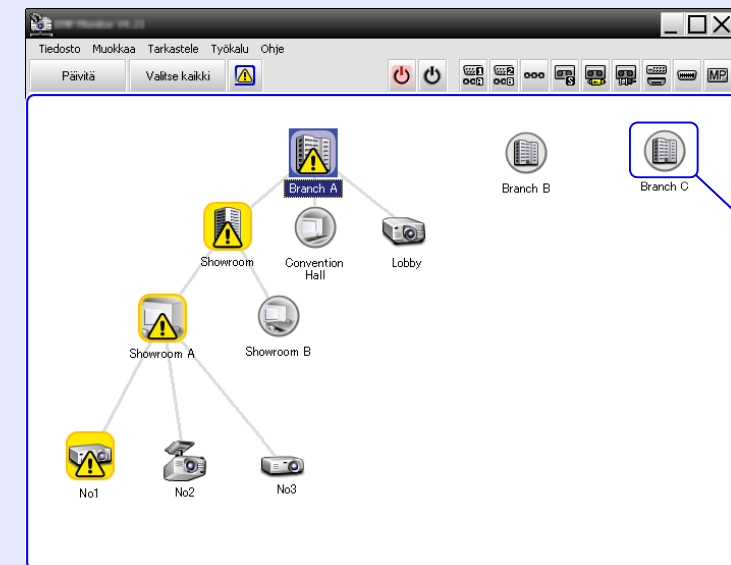 Tiedosto Muokkaa Tarkastele Työkalu Ohje
Päivitä Valitse kaikki
MP
Branch A
Branch B
Branch C
Showroom
Convention
Hall
Lobby
Showroom A
Showroom B
No1
No2
No3